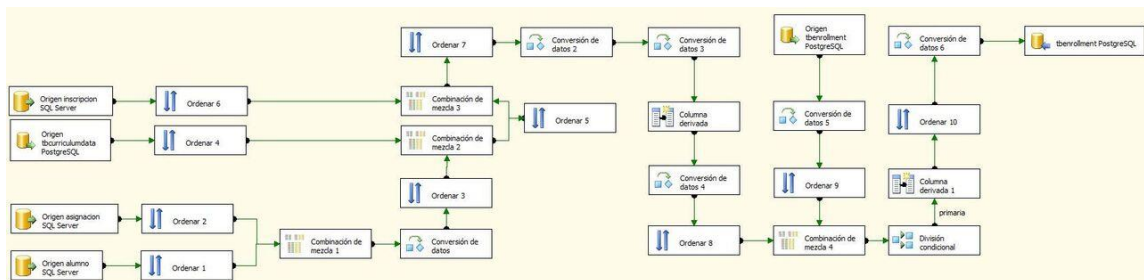 Origen inscripcion
SQL Server
Ordenar 6
Origen
tbcurriculumdata
PostgreSQL
Ordenar 4
Origen asignacion
SQL Server
Ordenar 2
Origen alumno
SQL Server
Ordenar 1
Combinación de
mezcla 1
Conversión de
datos
Ordenar 3
Combinación de
mezcla 2
Ordenar 5
Combinación de
mezcla 3
Ordenar 7
Conversión de
datos 2
Conversión de
datos 3
Columna
derivada
Conversión de
datos 4
Ordenar 8
Origen
tbenrollment
PostgreSQL
Conversión de
datos 5
Ordenar 9
Combinación de
mezcla 4
División
condicional
primaria
Columna
derivada 1
Ordenar 10
Conversión de
datos 6
tbenrollment PostgreSQL